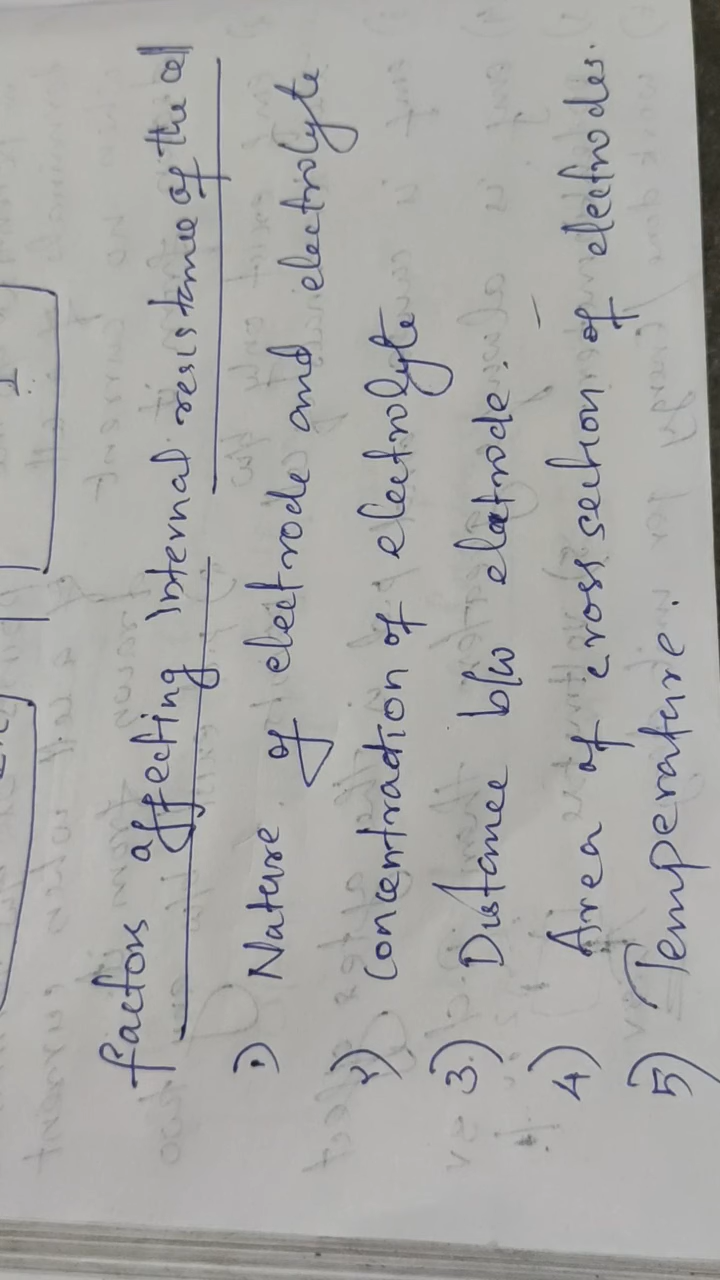 factors affecting Internal resistance of the cell
1) Nature of electrode and electrolyte
2) concentration of electrolyte
3) Distance b/w eletrode.
4) Area of cross section of electrodes.
5) Temperature.